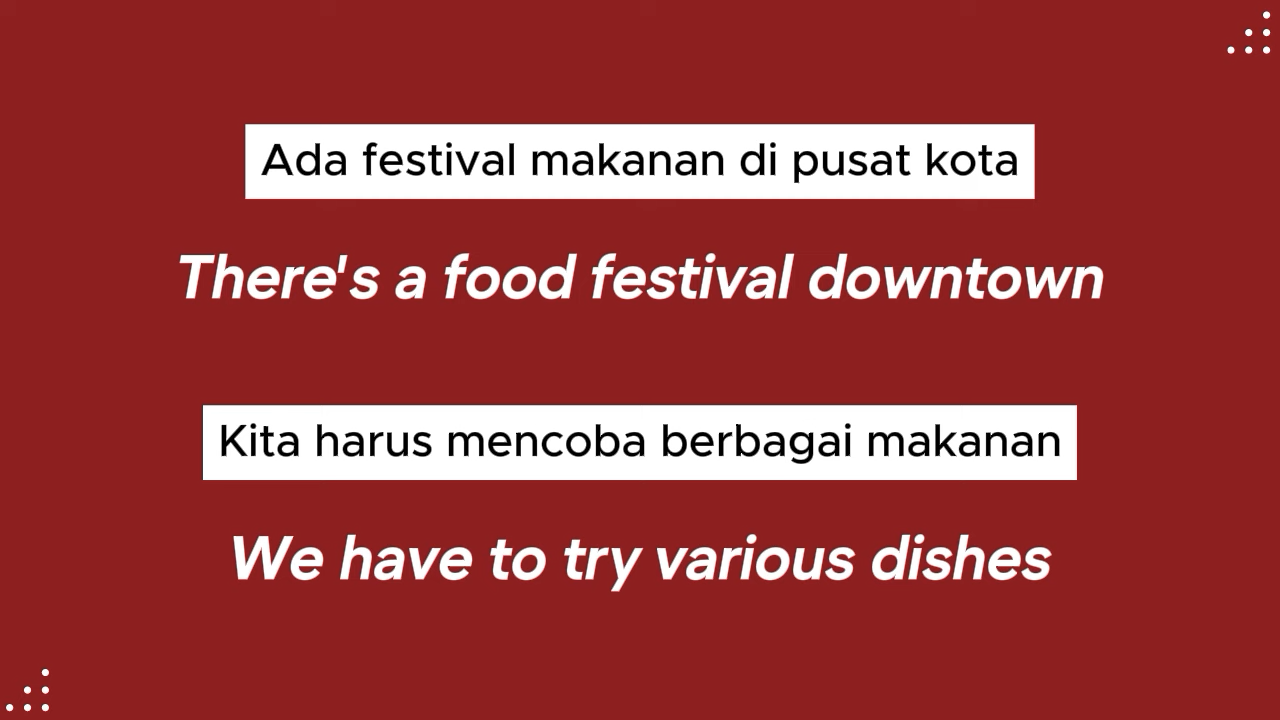 Ada festival makanan di pusat kota
There's a food festival downtown
Kita harus mencoba berbagai makanan
We have to try various dishes